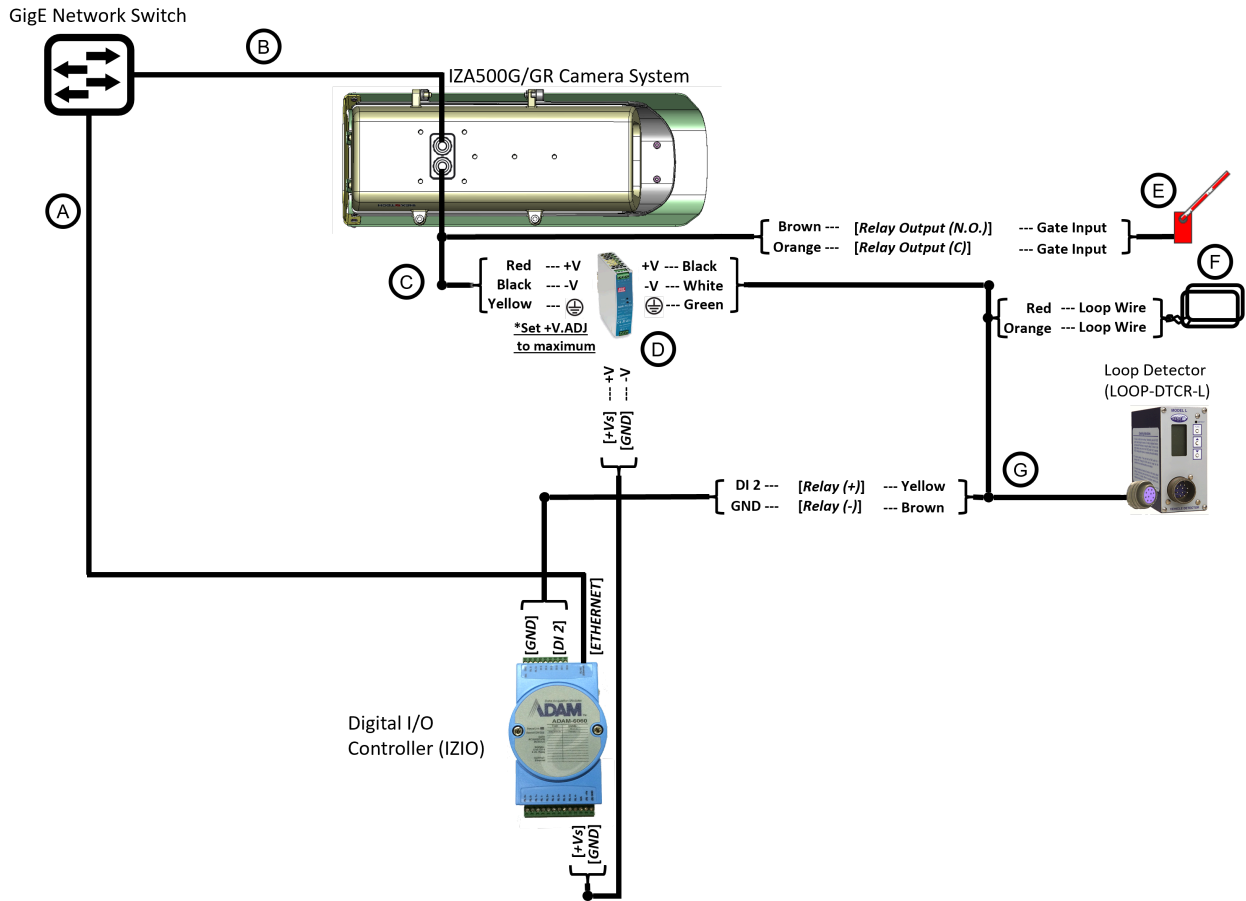 GigE Network Switch
B
IZA500G/GR Camera System
A
E
Brown --- [Relay Output (N.O.)] --- Gate Input
Orange --- [Relay Output (C)] --- Gate Input
F
C
Red --- +V
Black --- -V
Yellow ---
+V --- Black
-V --- White
--- Green
*Set +V.ADJ
to maximum
D
Red --- Loop Wire
Orange --- Loop Wire
--- +V
--- -V
[+Vs]
[GND]
Loop Detector
(LOOP-DTCR-L)
MODEL L
G
DI 2 --- [Relay (+)] --- Yellow
GND --- [Relay (-)] --- Brown
[GND]
[DI 2]
[ETHERNET]
ADAM
ADAM-6060
Digital I/O
Controller (IZIO)
[+Vs]
[GND]